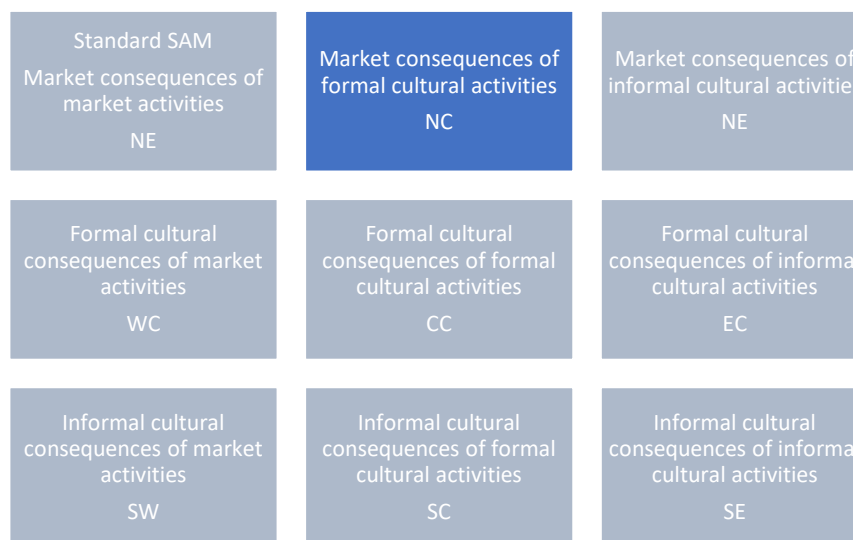 Standard SAM
Market consequences of
market activities
NE
Market consequences of
formal cultural activities
NC
Market consequences of
informal cultural activitie
NE
Formal cultural
consequences of market
activities
WC
Formal cultural
consequences of formal
cultural activities
CC
Formal cultural
consequences of informa
cultural activities
EC
Informal cultural
consequences of market
activities
SW
Informal cultural
consequences of formal
cultural activities
SC
Informal cultural
consequences of informa
cultural activities
SE